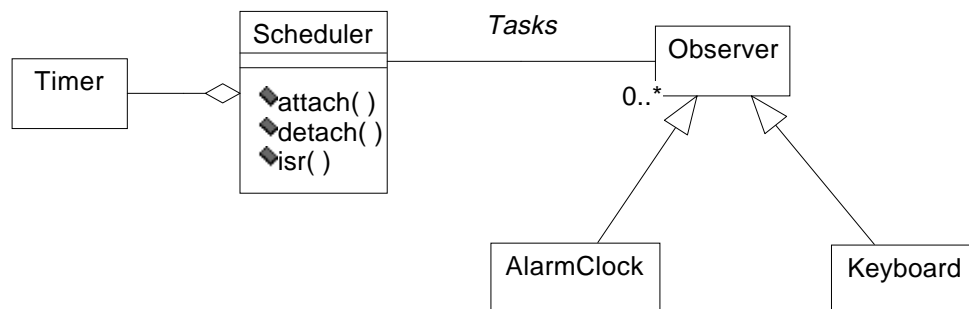 Scheduler
Tasks
Observer
Timer
attach( )
0..*
detach( )
isr( )
AlarmClock
Keyboard